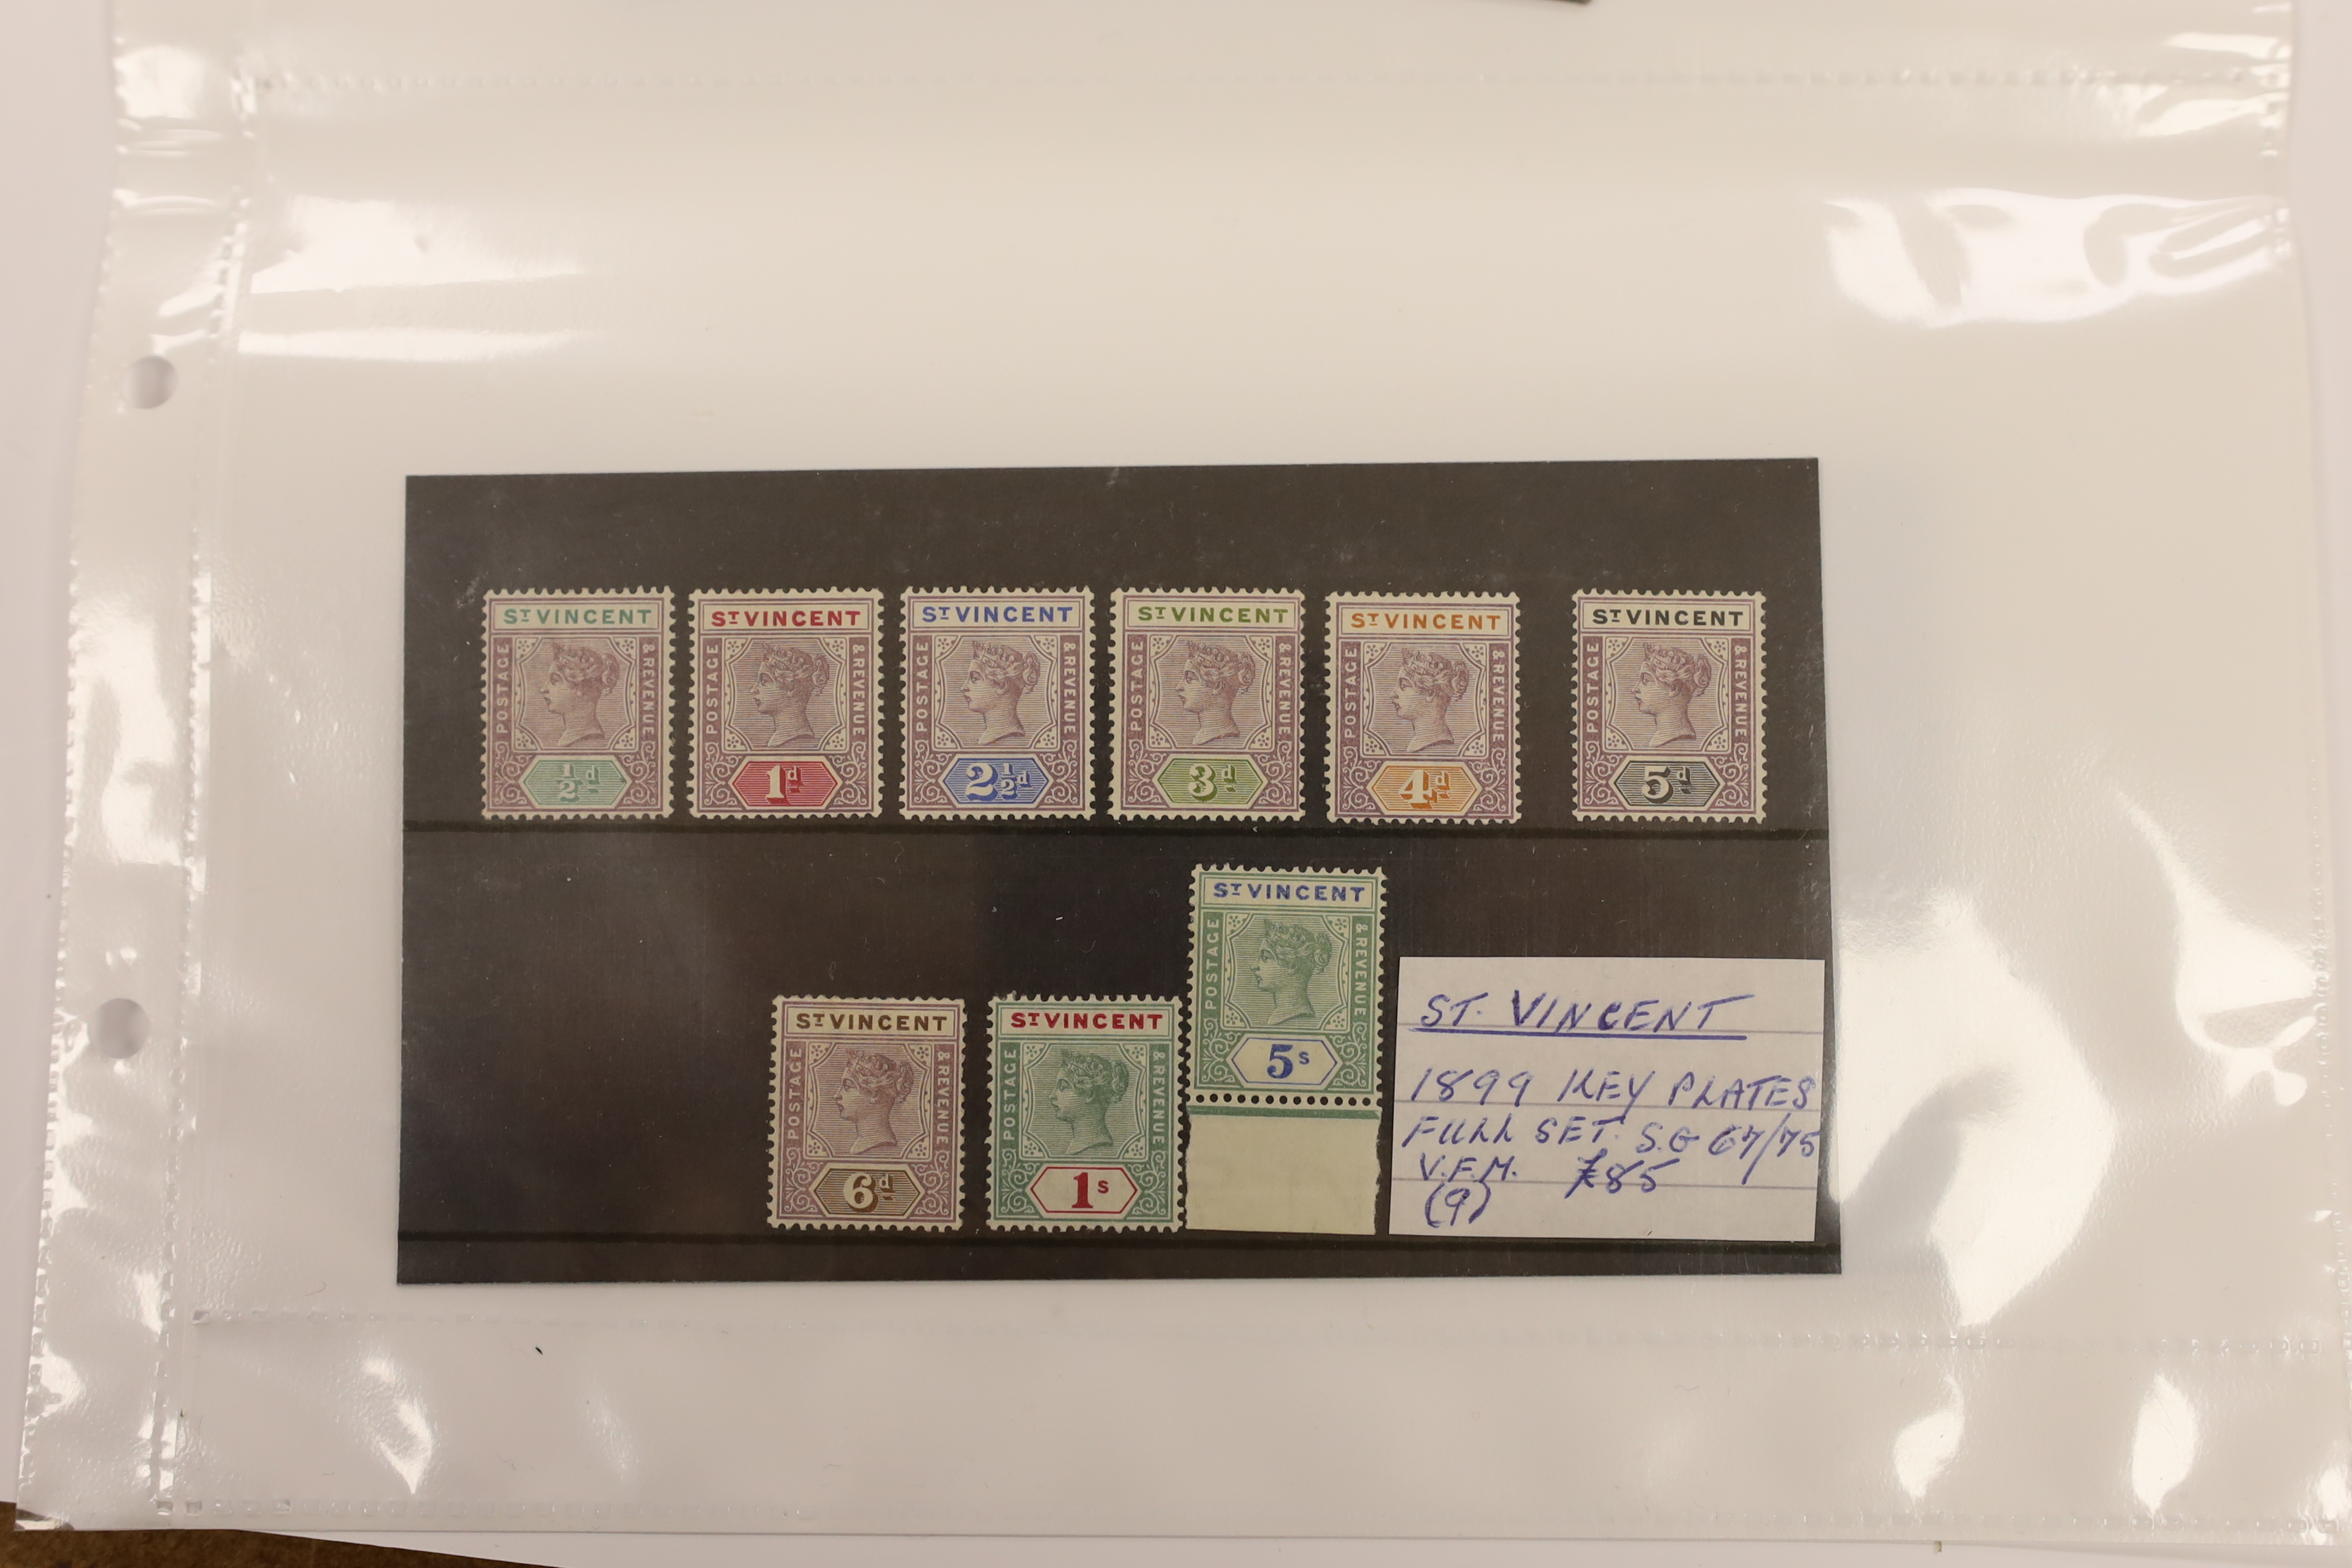 ST VINCENT
POSTAGE & REVENUE
½d
ST VINCENT
POSTAGE & REVENUE
1d
ST VINCENT
POSTAGE & REVENUE
2½d
ST VINCENT
POSTAGE & REVENUE
3d
ST VINCENT
POSTAGE & REVENUE
4d
ST VINCENT
POSTAGE & REVENUE
5d
ST VINCENT
POSTAGE & REVENUE
6d
ST VINCENT
POSTAGE & REVENUE
1s
ST VINCENT
POSTAGE & REVENUE
5s
ST. VINCENT
1899 KEY PLATES
FULL SET. S.G 67/75
V.F.M. £85
(9)